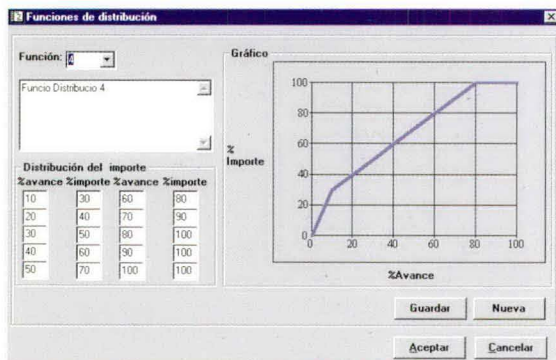 Funciones de distribución
Función: 4
Funcio Distribucio 4
Distribución del importe
%avance %importe %avance %importe
10 30 60 80
20 40 70 90
30 50 80 100
40 60 90 100
50 70 100 100
Gráfico
% Importe
100
80
60
40
20
0
0 20 40 60 80 100
%Avance
Guardar Nueva
Aceptar Cancelar